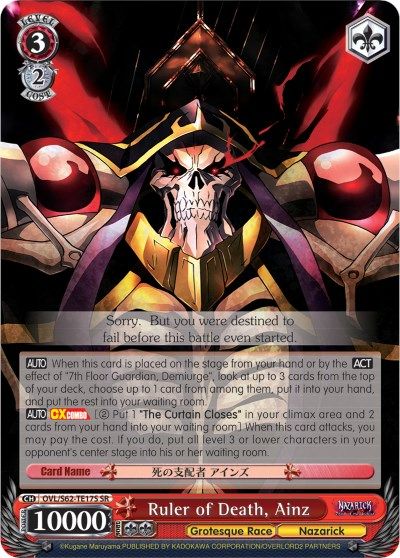 LEVEL
3
2
COST
Sorry. But you were destined to
fail before this battle even started.
AUTO When this card is placed on the stage from your hand or by the ACT
effect of "7th Floor Guardian, Demiurge", look at up to 3 cards from the top
of your deck, choose up to 1 card from among them, put it into your hand,
and put the rest into your waiting room.
AUTO CXCOMBO [② Put 1 "The Curtain Closes" in your climax area and 2
cards from your hand into your waiting room] When this card attacks, you
may pay the cost. If you do, put all level 3 or lower characters in your
opponent's center stage into his or her waiting room.
Card Name 死の支配者 アインズ
CH OVL/S62-TE17S SR
POWER 10000
SOUL
Ruler of Death, Ainz
Grotesque Race Nazarick
NAZARICK
©Kugane Maruyama,PUBLISHED BY KADOKAWA CORPORATION/OVERLORD2 PARTNERS